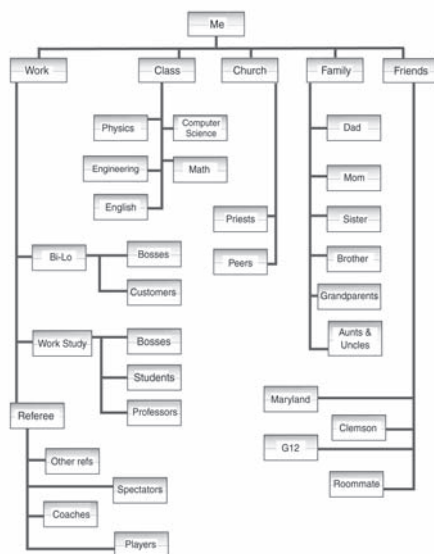 Me
Work
Class
Church
Family
Friends
Physics
Computer
Science
Engineering
Math
English
Dad
Mom
Sister
Brother
Grandparents
Aunts &
Uncles
Priests
Peers
Bi-Lo
Bosses
Customers
Work Study
Bosses
Students
Professors
Referee
Other refs
Spectators
Coaches
Players
Maryland
Clemson
G12
Roommate